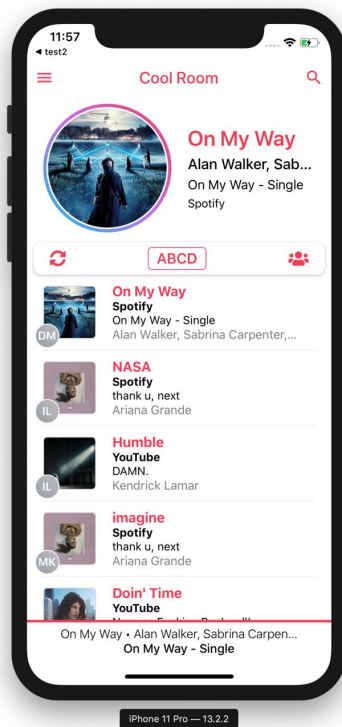 11:57
◀ test2
Cool Room
On My Way
Alan Walker, Sab...
On My Way - Single
Spotify
ABCD
On My Way
Spotify
On My Way - Single
DM
Alan Walker, Sabrina Carpenter,...
NASA
Spotify
thank u, next
IL
Ariana Grande
Humble
YouTube
DAMN.
IL
Kendrick Lamar
imagine
Spotify
thank u, next
MK
Ariana Grande
Doin' Time
YouTube
On My Way • Alan Walker, Sabrina Carpen...
On My Way - Single
iPhone 11 Pro — 13.2.2